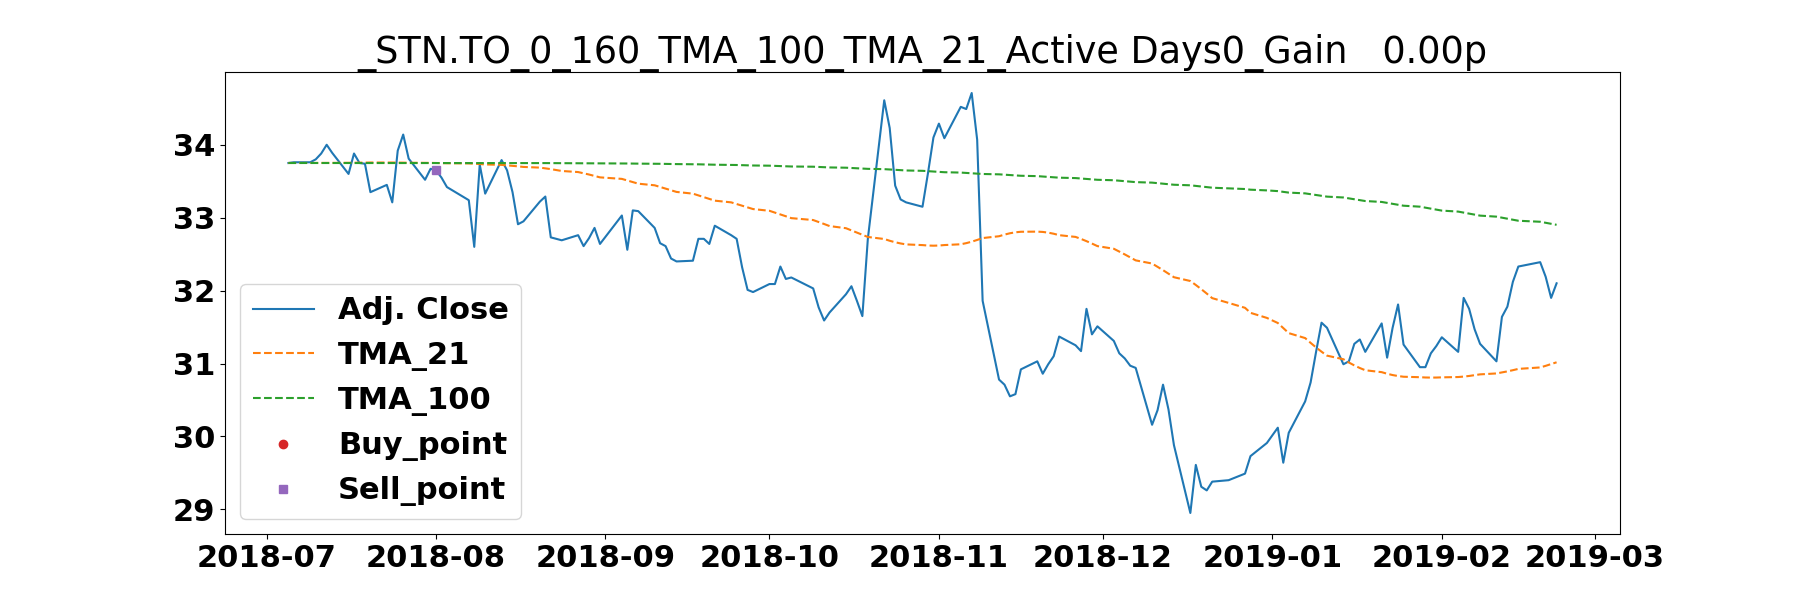 _STN.TO_0_160_TMA_100_TMA_21_Active Days0_Gain   0.00p
34
33
32
31
30
29
Adj. Close
TMA_21
TMA_100
Buy_point
Sell_point
2018-07 2018-08 2018-09 2018-10 2018-11 2018-12 2019-01 2019-02 2019-03